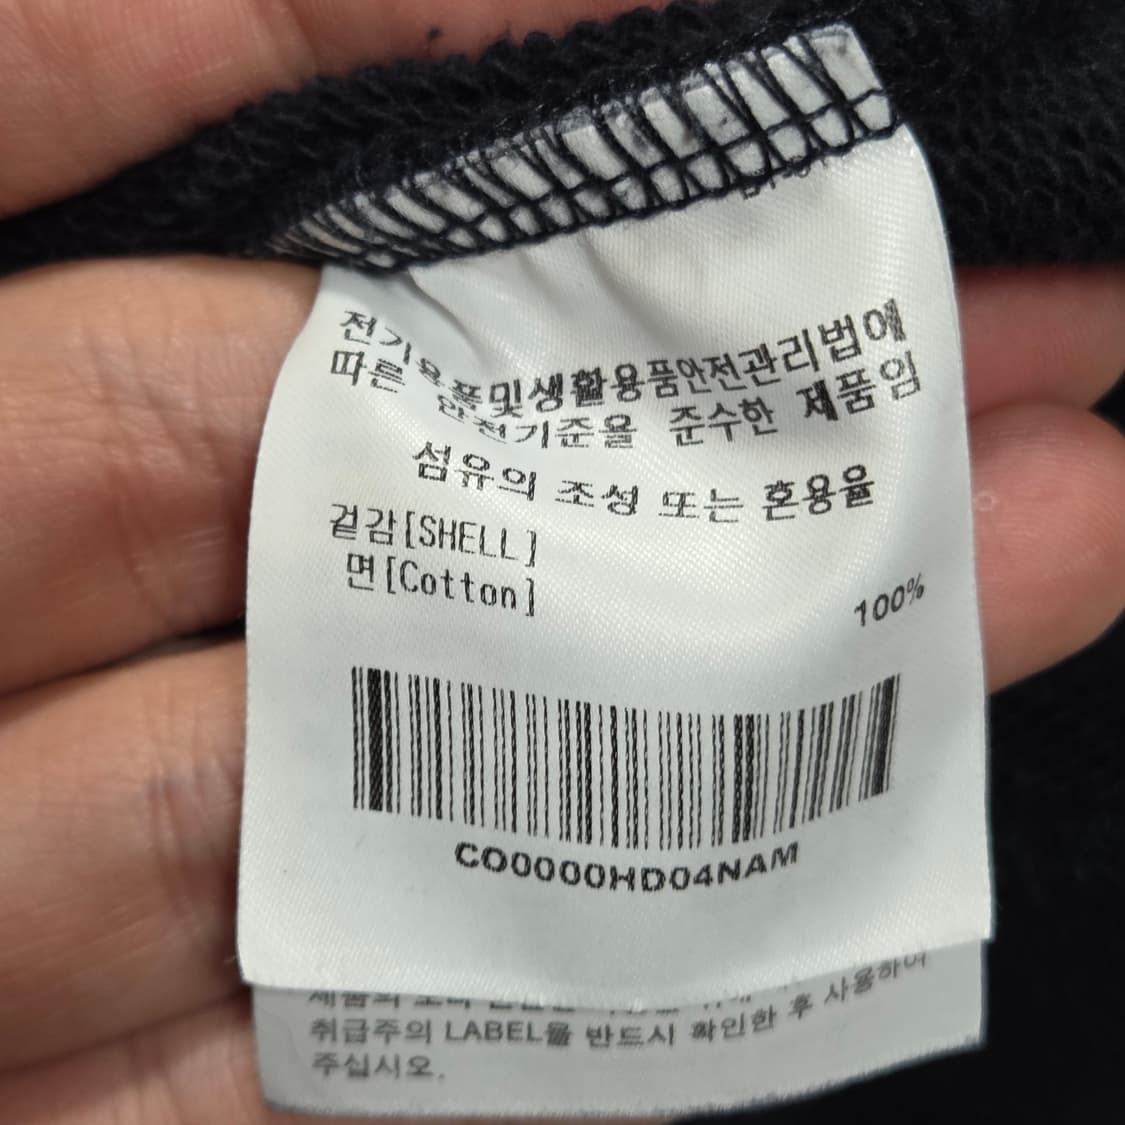 전기용품및생활용품안전관리법에
따른 안전기준을 준수한 제품임
섬유의 조성 또는 혼용율
겉감[SHELL]
면[Cotton] 100%
CO0000HD04NAM
제품의
취급주의 LABEL을 반드시 확인한 후 사용하여
주십시오.